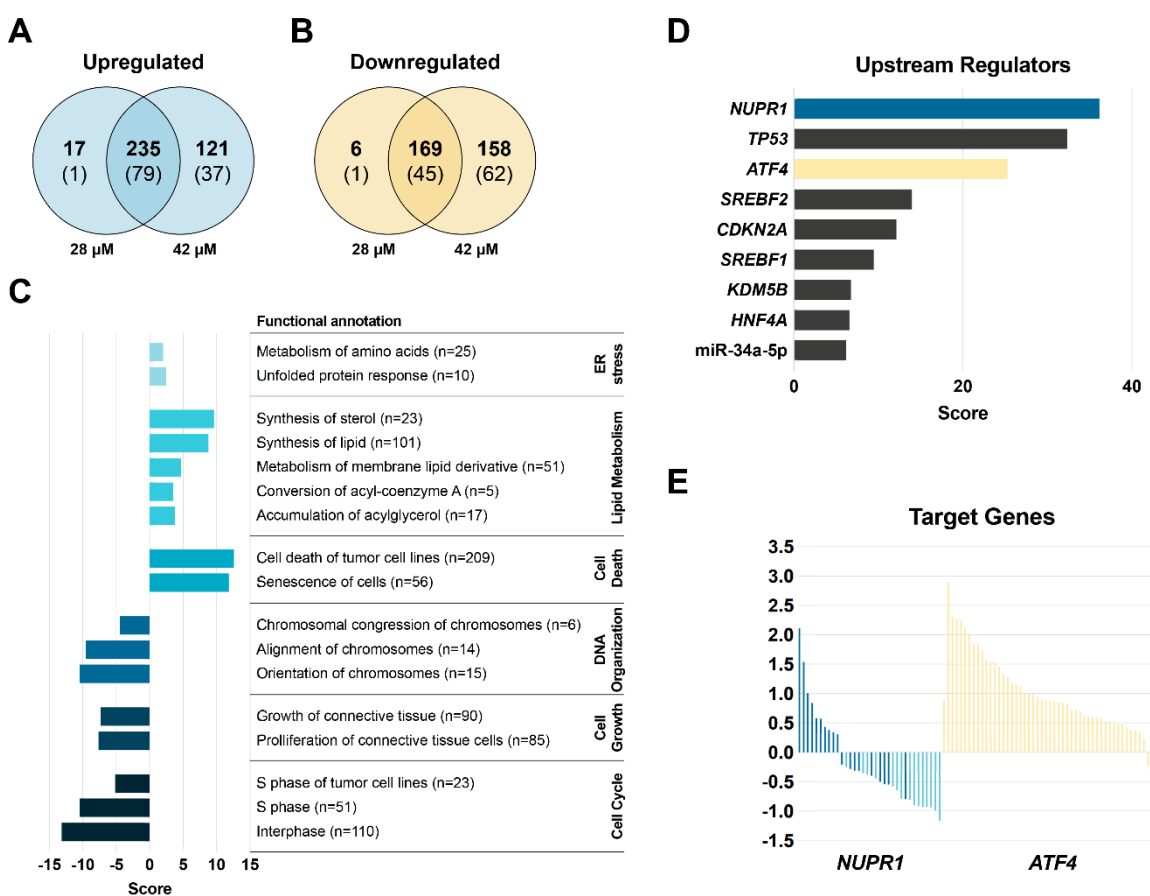 A
Upregulated
17
235
121
(1)
(79)
(37)
28 µM
42 µM
B
Downregulated
6
169
158
(1)
(45)
(62)
28 µM
42 µM
C
Functional annotation
Metabolism of amino acids (n=25)
Unfolded protein response (n=10)
ER
stress
Synthesis of sterol (n=23)
Synthesis of lipid (n=101)
Metabolism of membrane lipid derivative (n=51)
Conversion of acyl-coenzyme A (n=5)
Accumulation of acylglycerol (n=17)
Lipid Metabolism
Cell death of tumor cell lines (n=209)
Senescence of cells (n=56)
Cell
Death
Chromosomal congression of chromosomes (n=6)
Alignment of chromosomes (n=14)
Orientation of chromosomes (n=15)
DNA
Organization
Growth of connective tissue (n=90)
Prolliferation of connective tissue cells (n=85)
Cell
Growth
S phase of tumor cell lines (n=23)
S phase (n=51)
Interphase (n=110)
Cell Cycle
-15 -10 -5 0 5 10 15
Score
D
Upstream Regulators
NUPR1
TP53
ATF4
SREBF2
CDKN2A
SREBF1
KDM5B
HNF4A
miR-34a-5p
0 20 40
Score
E
Target Genes
3.5
3.0
2.5
2.0
1.5
1.0
0.5
0.0
-0.5
-1.0
-1.5
NUPR1 ATF4